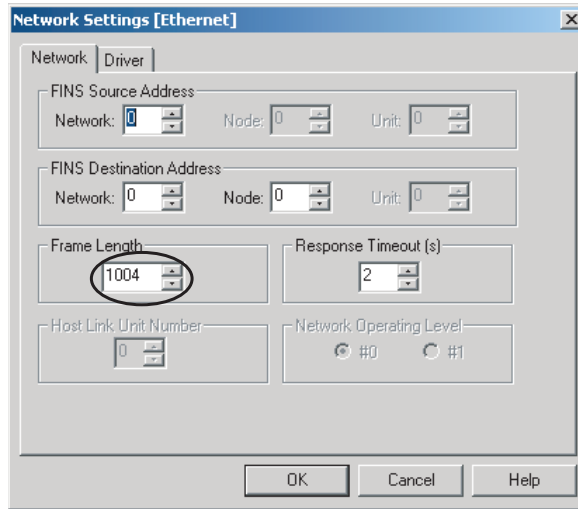 Network Settings [Ethernet]
Network Driver
FINS Source Address
Network: 0 Node: 0 Unit: 0
FINS Destination Address
Network: 0 Node: 0 Unit: 0
Frame Length Response Timeout (s)
1004 2
Host Link Unit Number Network Operating Level
0 #0 #1
OK Cancel Help